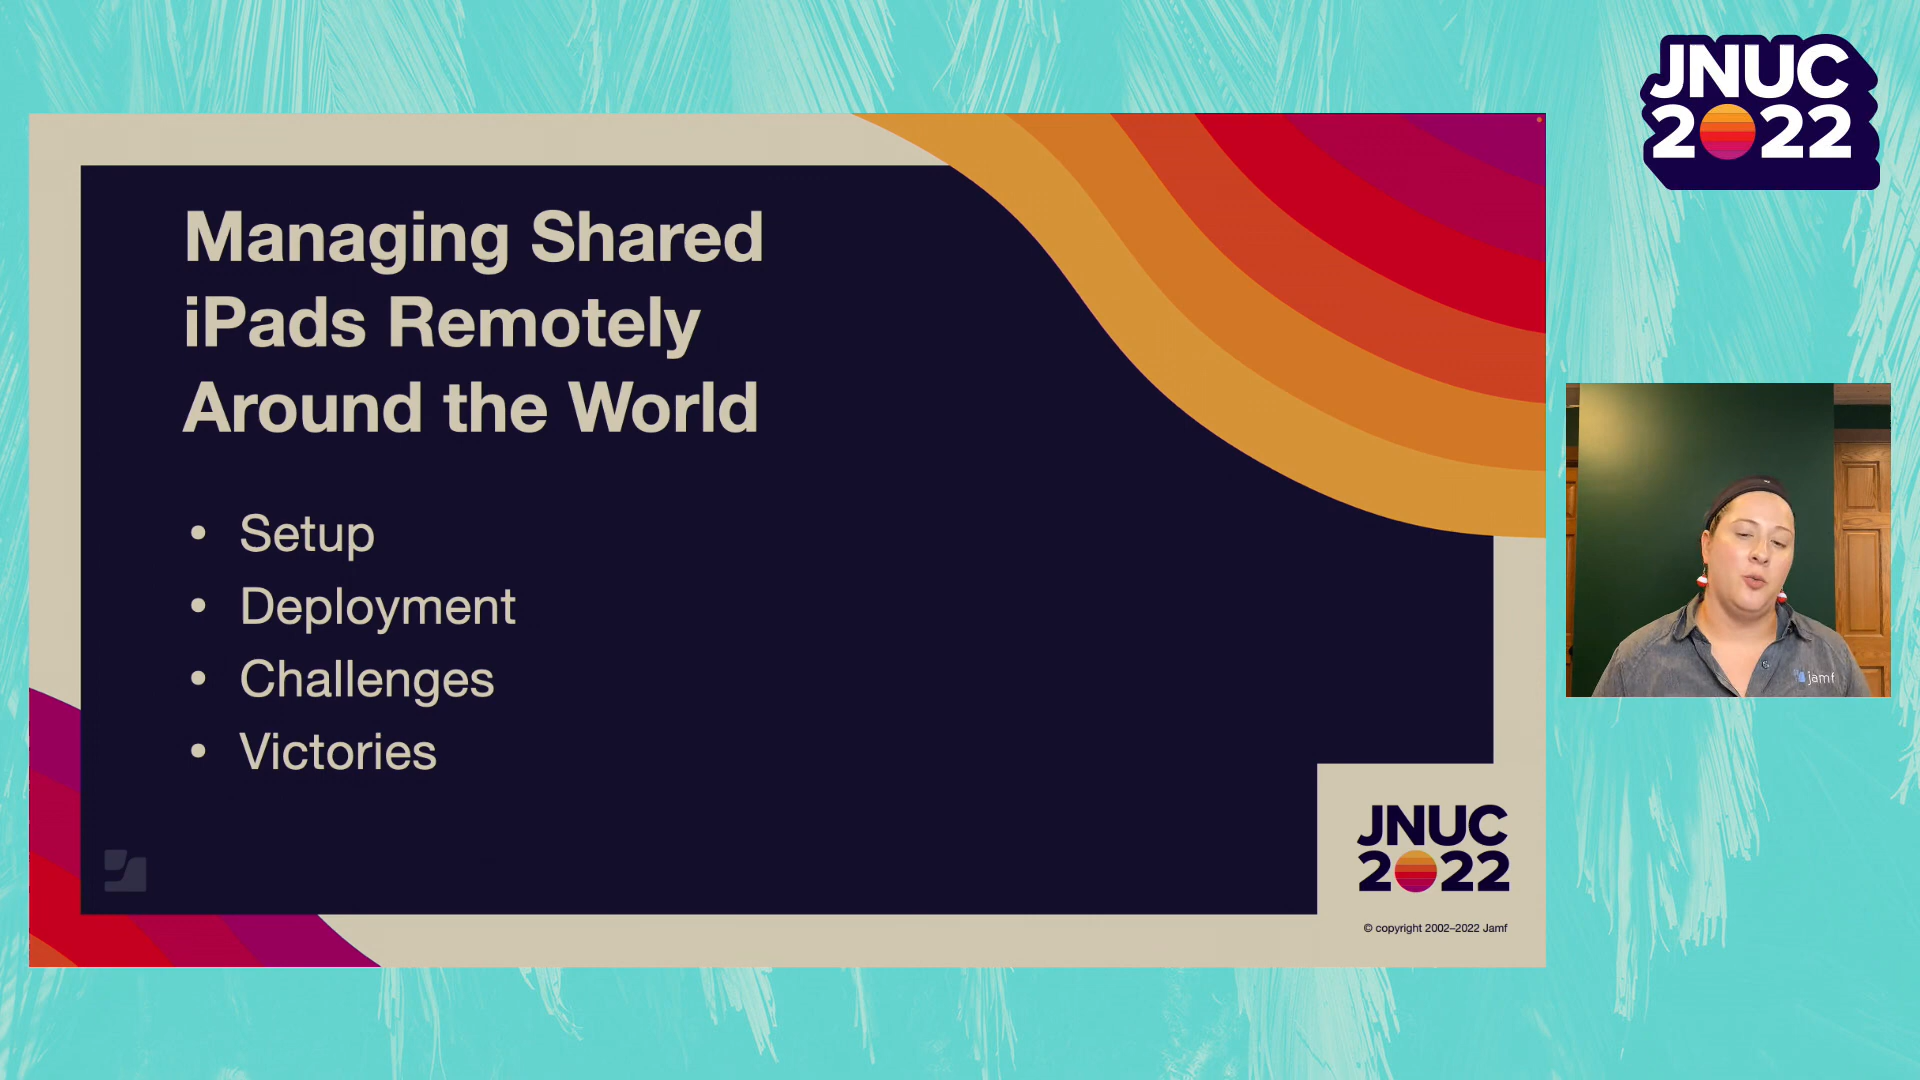 JNUC
2022
Managing Shared
iPads Remotely
Around the World
• Setup
• Deployment
• Challenges
• Victories
jamf
JNUC
2022
© copyright 2002–2022 Jamf